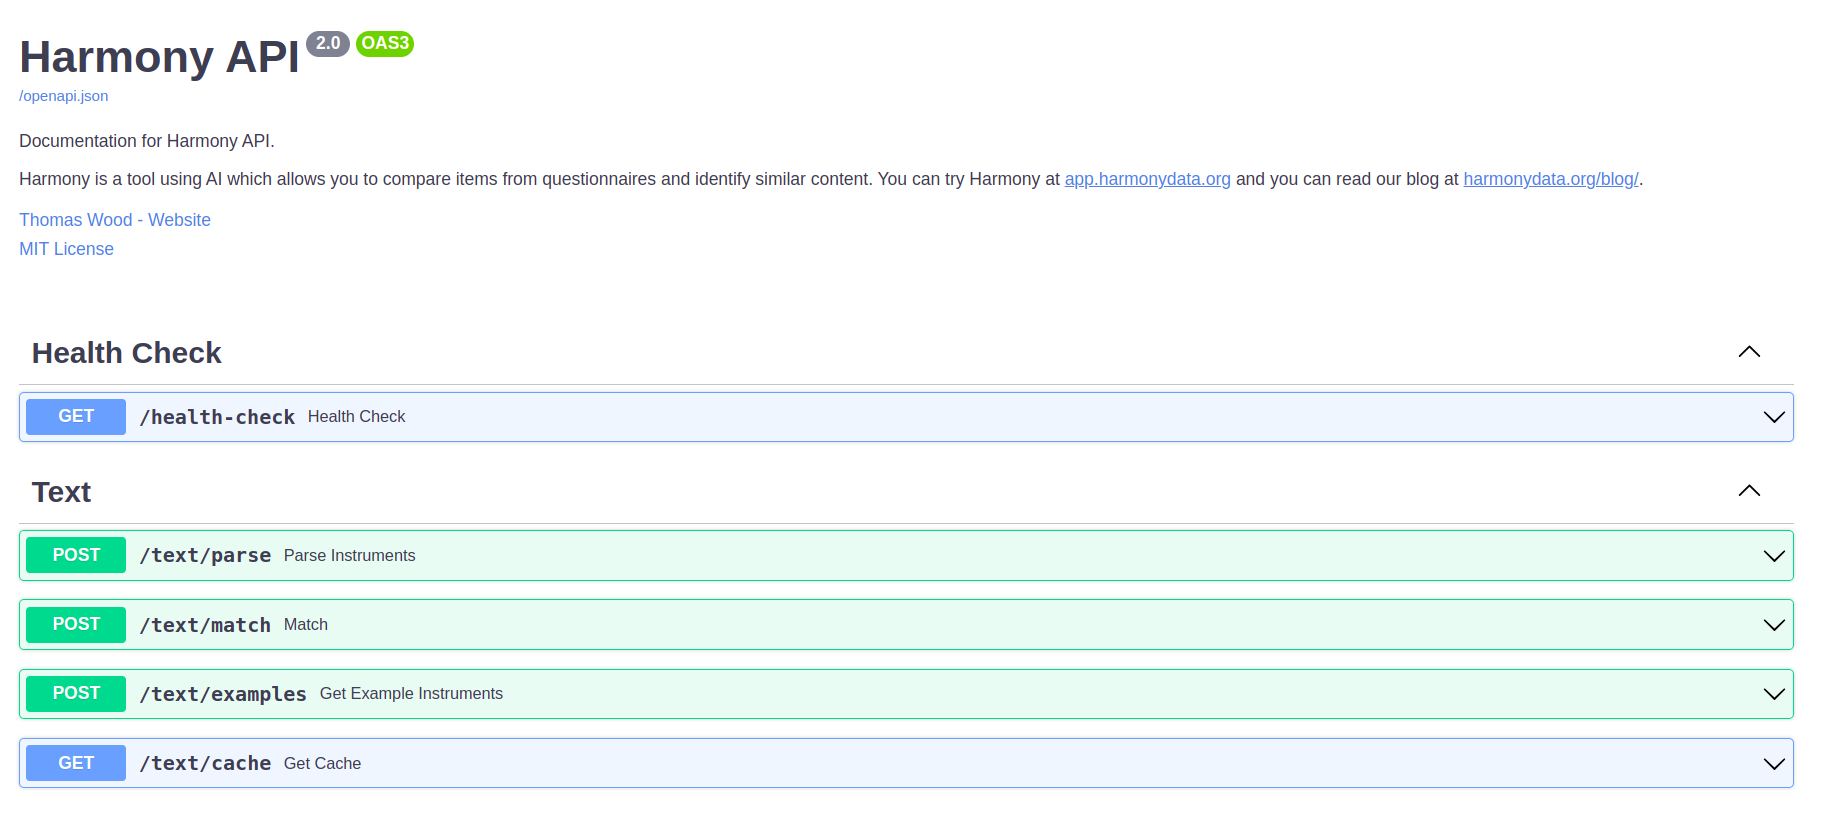 Harmony API 2.0 OAS3
/openapi.json
Documentation for Harmony API.
Harmony is a tool using AI which allows you to compare items from questionnaires and identify similar content. You can try Harmony at app.harmonydata.org and you can read our blog at harmonydata.org/blog/.
Thomas Wood - Website
MIT License
Health Check
GET /health-check Health Check
Text
POST /text/parse Parse Instruments
POST /text/match Match
POST /text/examples Get Example Instruments
GET /text/cache Get Cache